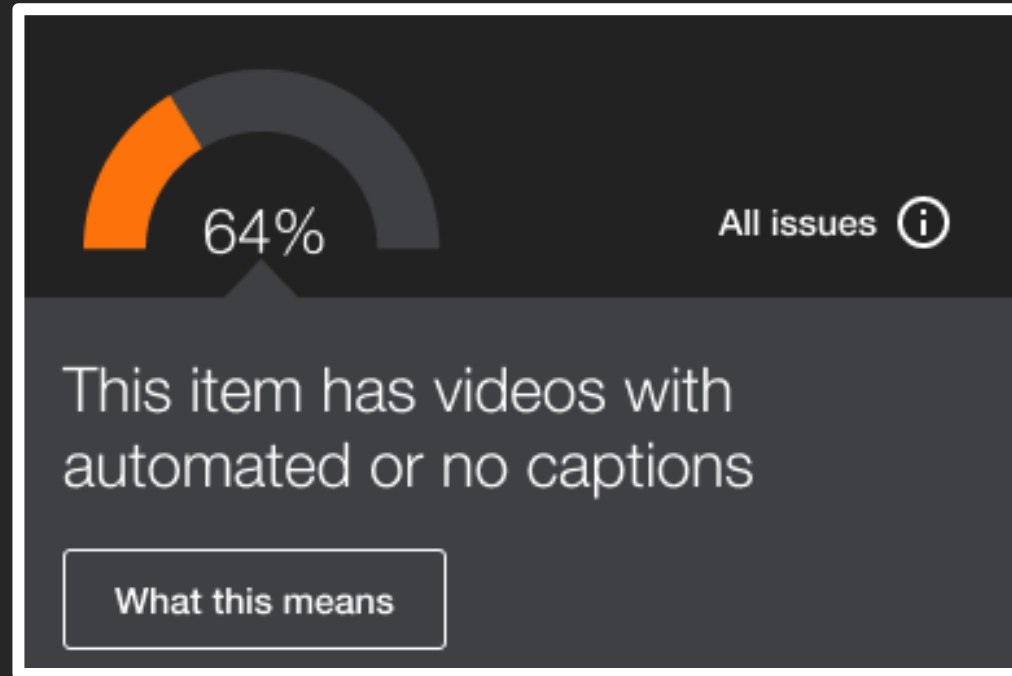 64%
All issues
This item has videos with
automated or no captions
What this means